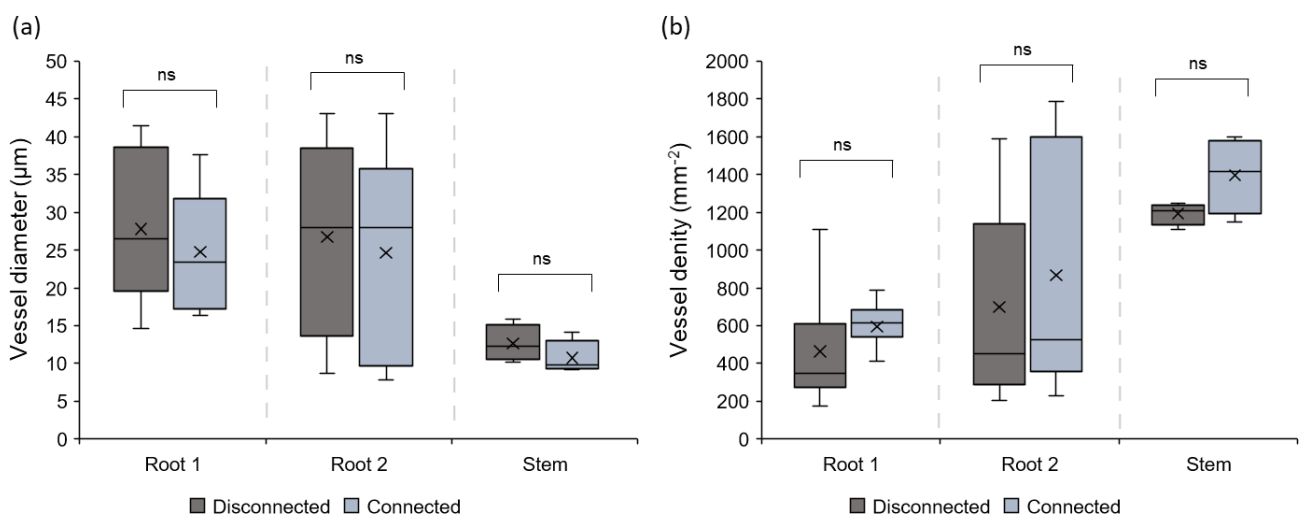 (a)
Vessel diameter (µm)
50
45
40
35
30
25
20
15
10
5
0
ns
ns
ns
Root 1
Root 2
Stem
Disconnected
Connected
(b)
Vessel denity (mm⁻²)
2000
1800
1600
1400
1200
1000
800
600
400
200
0
ns
ns
ns
Root 1
Root 2
Stem
Disconnected
Connected